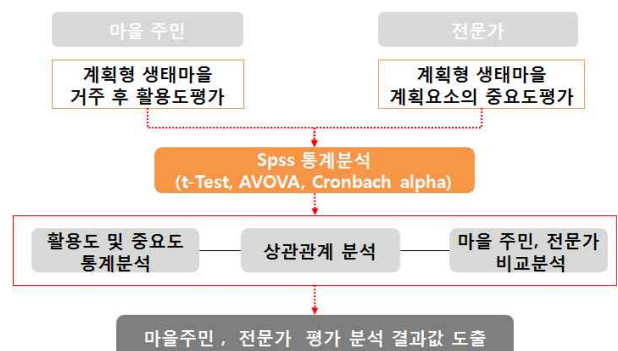 마을 주민
전문가
계획형 생태마을
거주 후 활용도평가
계획형 생태마을
계획요소의 중요도평가
Spss 통계분석
(t-Test, AVOVA, Cronbach alpha)
활용도 및 중요도
통계분석
상관관계 분석
마을 주민, 전문가
비교분석
마을주민 , 전문가 평가 분석 결과값 도출